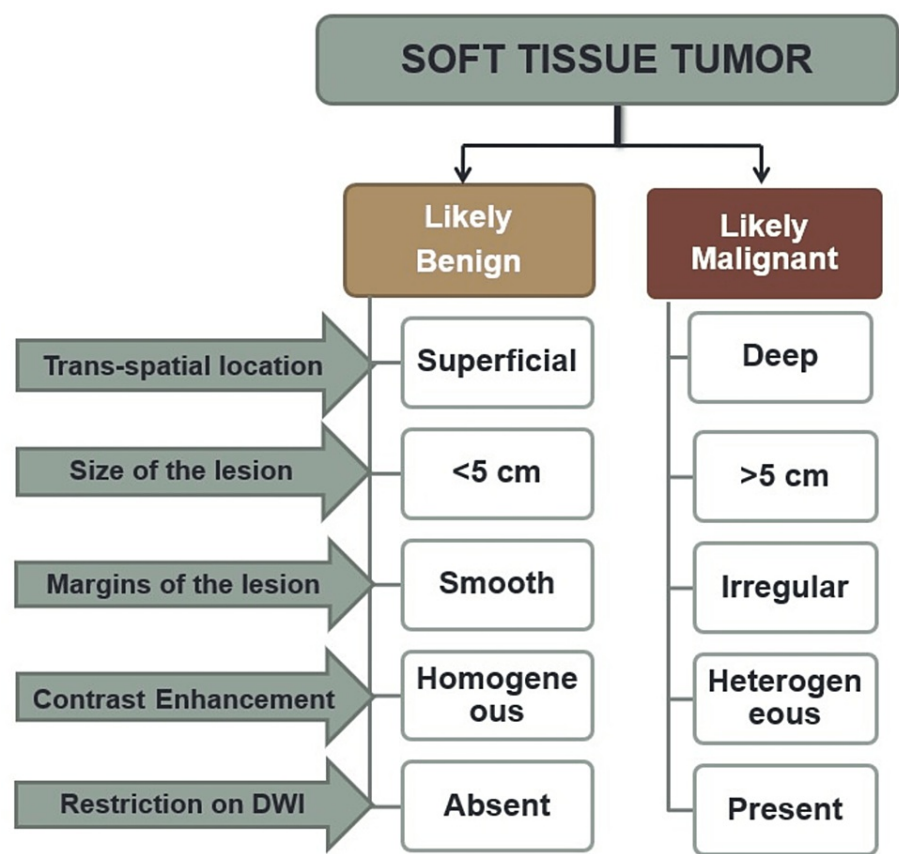 SOFT TISSUE TUMOR
Likely
Benign
Likely
Malignant
Trans-spatial location
Superficial
Deep
Size of the lesion
<5 cm
>5 cm
Margins of the lesion
Smooth
Irregular
Contrast Enhancement
Homogene
ous
Heterogen
eous
Restriction on DWI
Absent
Present